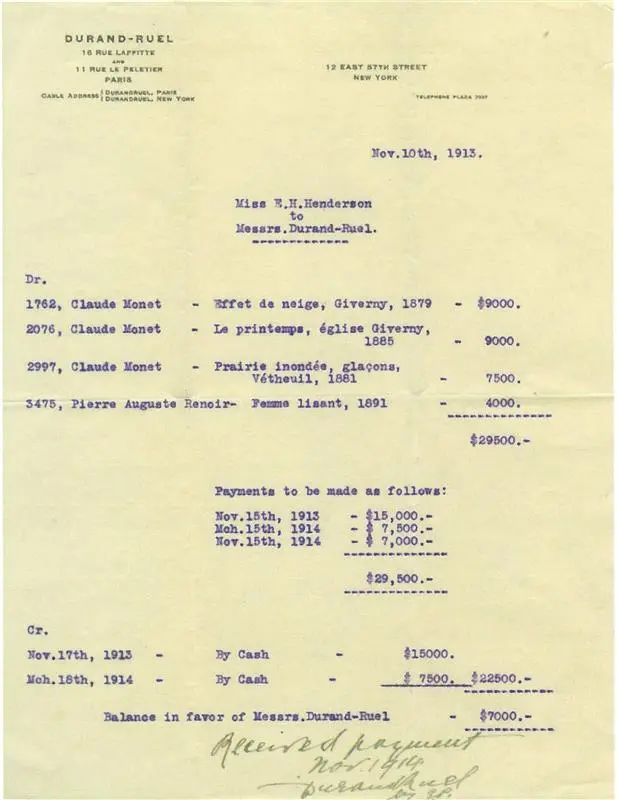 DURAND-RUEL
16 RUE LAFFITTE
AND
11 RUE LE PELETIER
PARIS
CABLE ADDRESS { DURANDRUEL, PARIS
DURANDRUEL, NEW YORK
12 EAST 57TH STREET
NEW YORK
TELEPHONE PLAZA
Nov.10th, 1913.
Miss E.H.Henderson
to
Messrs.Durand-Ruel.
Dr.
1762, Claude Monet - Effet de neige, Giverny, 1879 - $9000.
2076, Claude Monet - Le printemps, église Giverny,
1885 - 9000.
2997, Claude Monet - Prairie inondée, glaçons,
Vétheuil, 1881 - 7500.
3475, Pierre Auguste Renoir- Femme lisant, 1891 - 4000.
$29500.-
Payments to be made as follows:
Nov.15th, 1913 - $15,000.-
Mch.15th, 1914 - $ 7,500.-
Nov.15th, 1914 - $ 7,000.-
$29,500.-
Cr.
Nov.17th, 1913 - By Cash - $15000.
Mch.18th, 1914 - By Cash - $ 7500. $22500.-
Balance in favor of Messrs.Durand-Ruel - $7000.-
Received payment
Nov. 1914
Durand Ruel